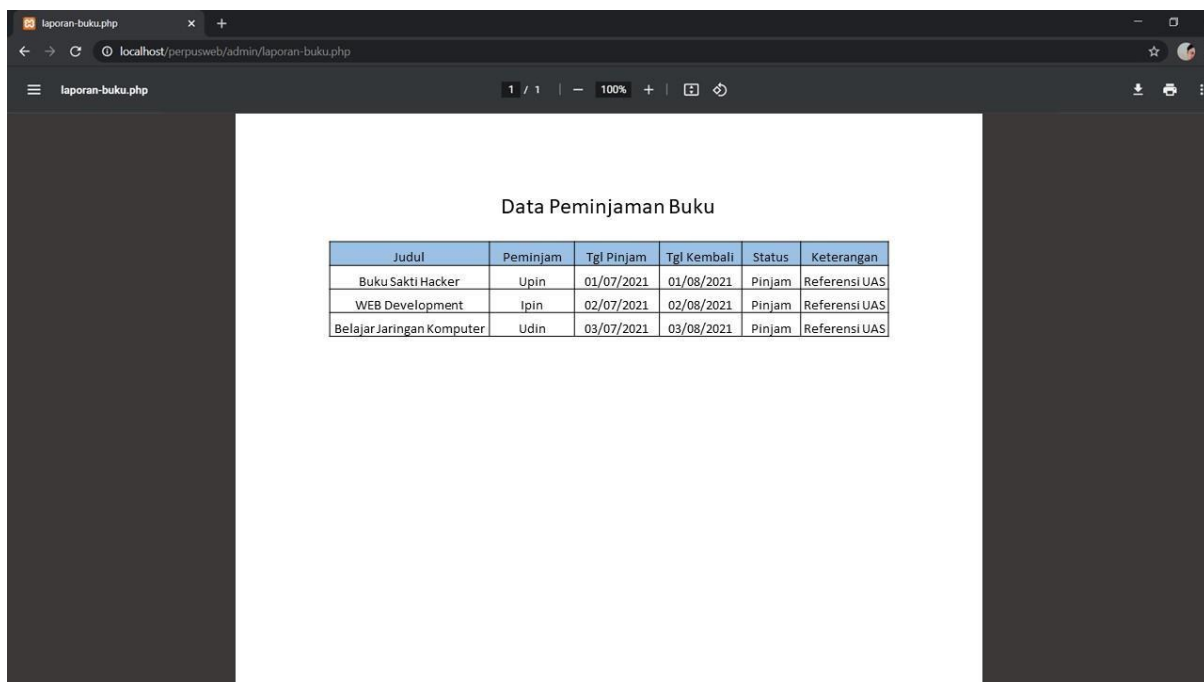 laporan-buku.php
localhost/perpusweb/admin/laporan-buku.php
laporan-buku.php 1 / 1 100%
Data Peminjaman Buku
Judul Peminjam Tgl Pinjam Tgl Kembali Status Keterangan
Buku Sakti Hacker Upin 01/07/2021 01/08/2021 Pinjam Referensi UAS
WEB Development Ipin 02/07/2021 02/08/2021 Pinjam Referensi UAS
Belajar Jaringan Komputer Udin 03/07/2021 03/08/2021 Pinjam Referensi UAS